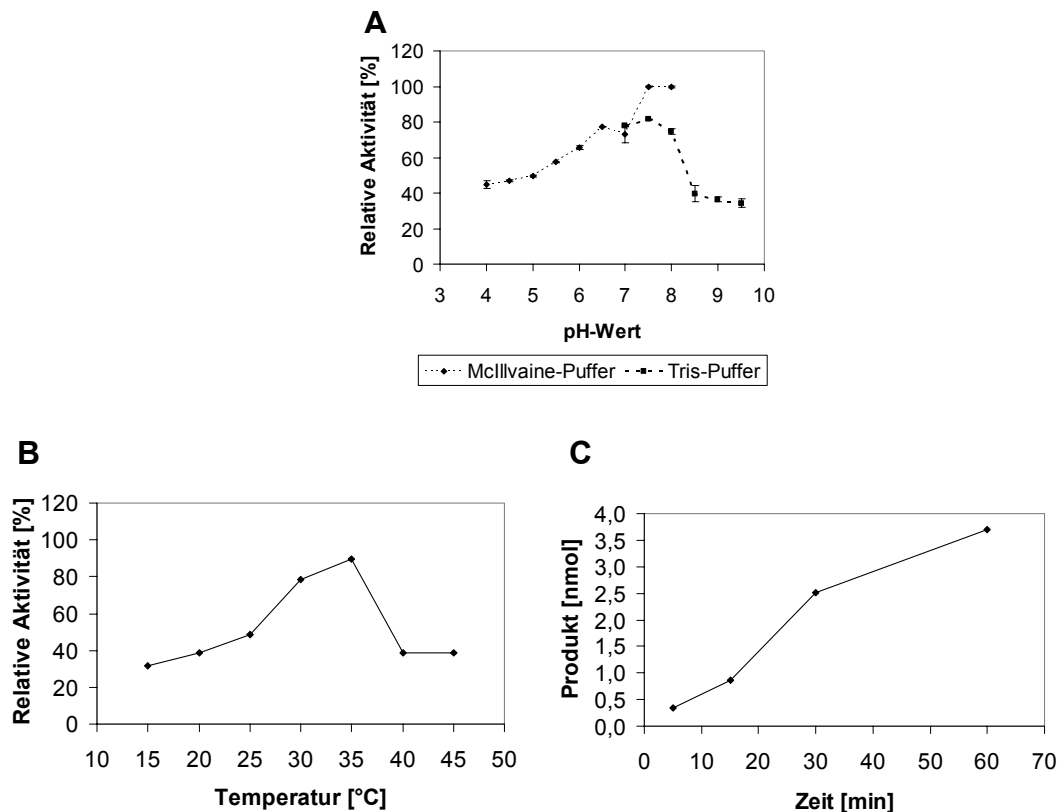 A
Relative Aktivität [%]
120
100
80
60
40
20
0
3 4 5 6 7 8 9 10
pH-Wert
McIllvaine-Puffer Tris-Puffer
B
Relative Aktivität [%]
120
100
80
60
40
20
0
10 15 20 25 30 35 40 45 50
Temperatur [°C]
C
Produkt [nmol]
4,0
3,5
3,0
2,5
2,0
1,5
1,0
0,5
0,0
0 10 20 30 40 50 60 70
Zeit [min]